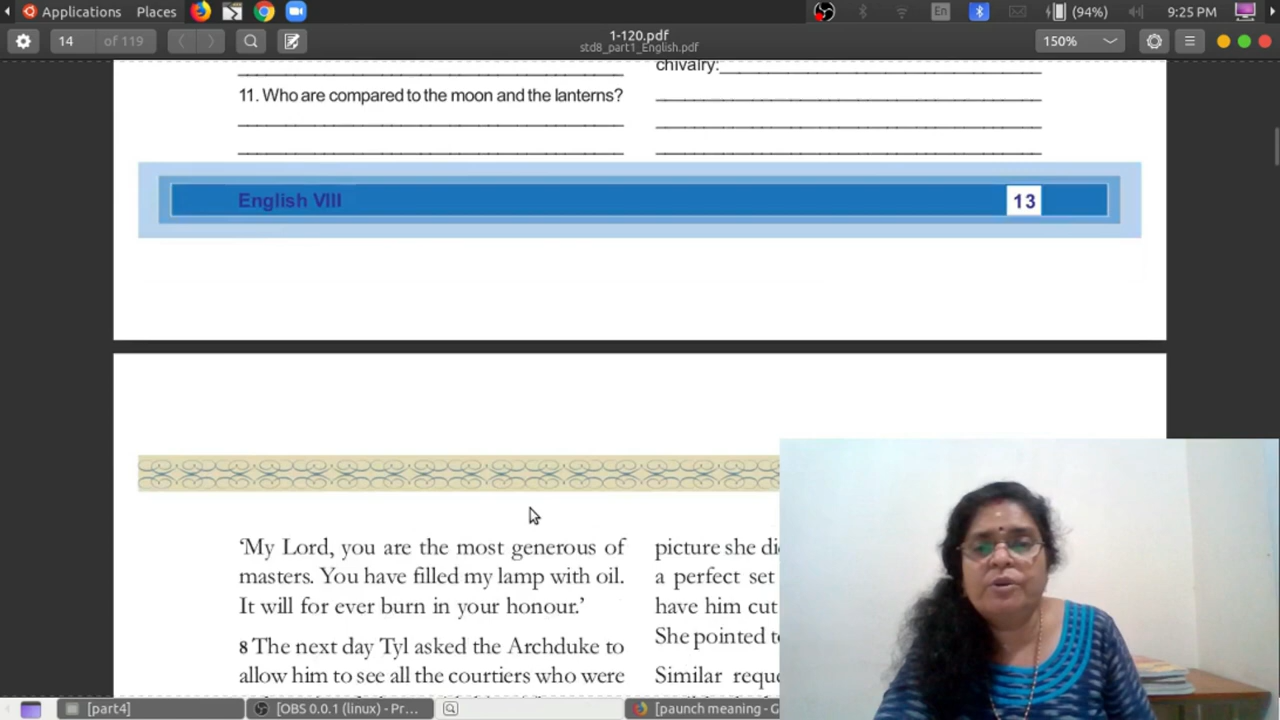 Applications Places
En
(94%)
9:25 PM
14 of 119
1-120.pdf
std8_part1_English.pdf
150%
chivalry:
11. Who are compared to the moon and the lanterns?
English VIII
13
‘My Lord, you are the most generous of
masters. You have filled my lamp with oil.
It will for ever burn in your honour.’
8 The next day Tyl asked the Archduke to
allow him to see all the courtiers who were
picture she
a perfect set
have him cut
She pointed
Similar
[part4]
[OBS 0.0.1 (linux) - Pr...
[paunch meaning - G